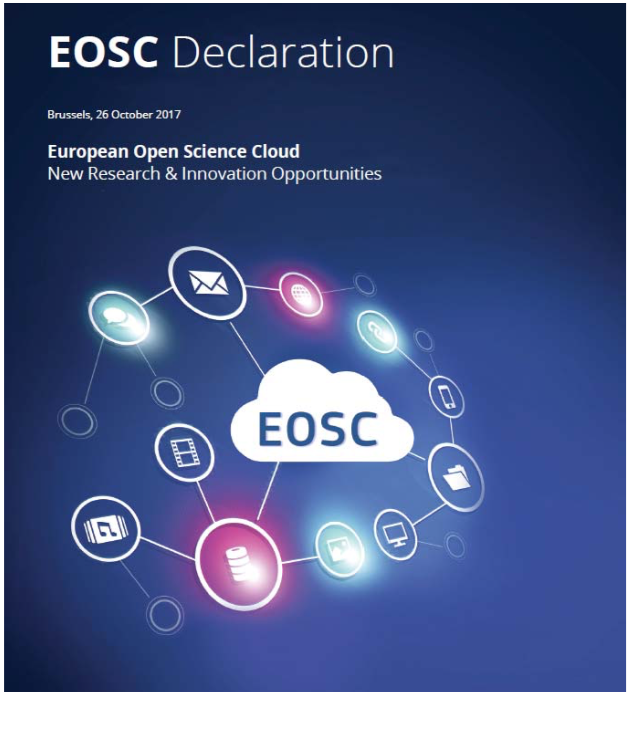 EOSC Declaration
Brussels, 26 October 2017
European Open Science Cloud
New Research & Innovation Opportunities
EOSC